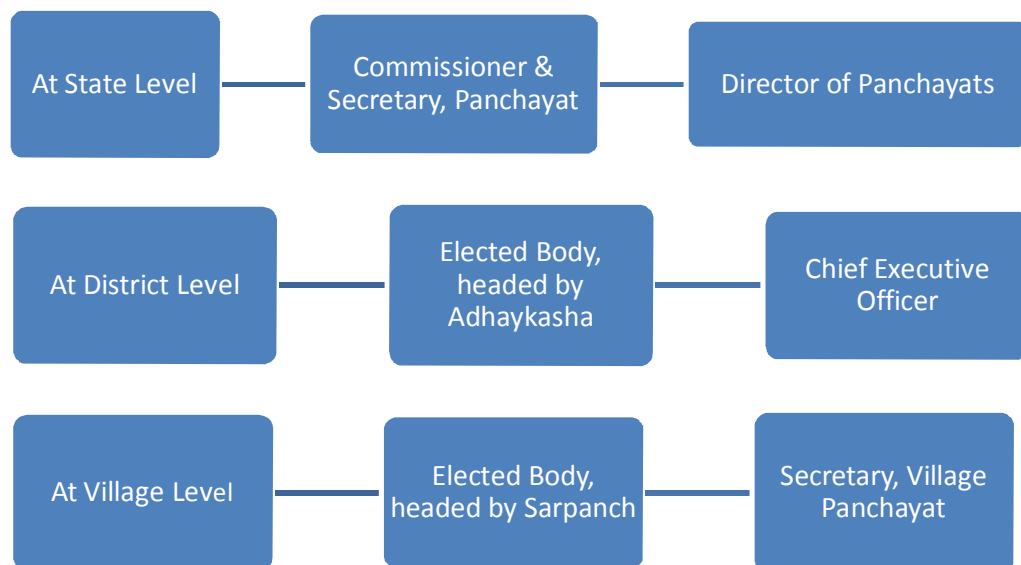 At State Level
Commissioner &
Secretary, Panchayat
Director of Panchayats
At District Level
Elected Body,
headed by
Adhaykasha
Chief Executive
Officer
At Village Level
Elected Body,
headed by Sarpanch
Secretary, Village
Panchayat